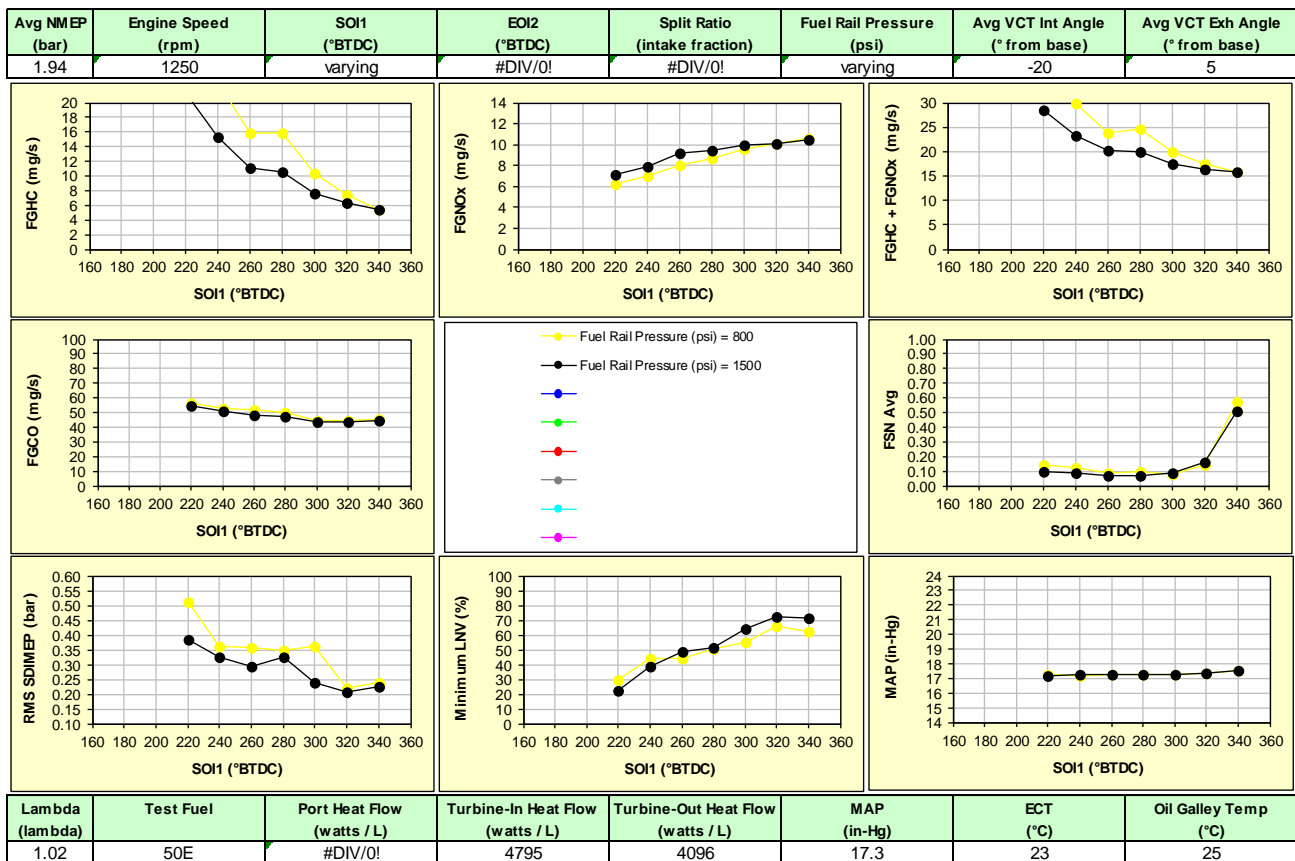 Avg NMEP Engine Speed SOI1 EOI2 Split Ratio Fuel Rail Pressure Avg VCT Int Angle Avg VCT Exh Angle
(bar) (rpm) (°BTDC) (°BTDC) (intake fraction) (psi) (° from base) (° from base)
1.94 1250 varying #DIV/0! #DIV/0! varying -20 5
FGHC (mg/s)
20
18
16
14
12
10
8
6
4
2
0
160 180 200 220 240 260 280 300 320 340 360
SOI1 (°BTDC)
FGNOx (mg/s)
14
12
10
8
6
4
2
0
160 180 200 220 240 260 280 300 320 340 360
SOI1 (°BTDC)
FGHC + FGNOx (mg/s)
30
25
20
15
10
5
0
160 180 200 220 240 260 280 300 320 340 360
SOI1 (°BTDC)
FGCO (mg/s)
100
90
80
70
60
50
40
30
20
10
0
160 180 200 220 240 260 280 300 320 340 360
SOI1 (°BTDC)
Fuel Rail Pressure (psi) = 800
Fuel Rail Pressure (psi) = 1500
FSN Avg
1.00
0.90
0.80
0.70
0.60
0.50
0.40
0.30
0.20
0.10
0.00
160 180 200 220 240 260 280 300 320 340 360
SOI1 (°BTDC)
RMS SDIMEP (bar)
0.60
0.55
0.50
0.45
0.40
0.35
0.30
0.25
0.20
0.15
0.10
160 180 200 220 240 260 280 300 320 340 360
SOI1 (°BTDC)
Minimum LNV (%)
100
90
80
70
60
50
40
30
20
10
0
160 180 200 220 240 260 280 300 320 340 360
SOI1 (°BTDC)
MAP (in-Hg)
24
23
22
21
20
19
18
17
16
15
14
160 180 200 220 240 260 280 300 320 340 360
SOI1 (°BTDC)
Lambda Test Fuel Port Heat Flow Turbine-In Heat Flow Turbine-Out Heat Flow MAP ECT Oil Galley Temp
(lambda) (watts / L) (watts / L) (watts / L) (in-Hg) (°C) (°C)
1.02 50E #DIV/0! 4795 4096 17.3 23 25